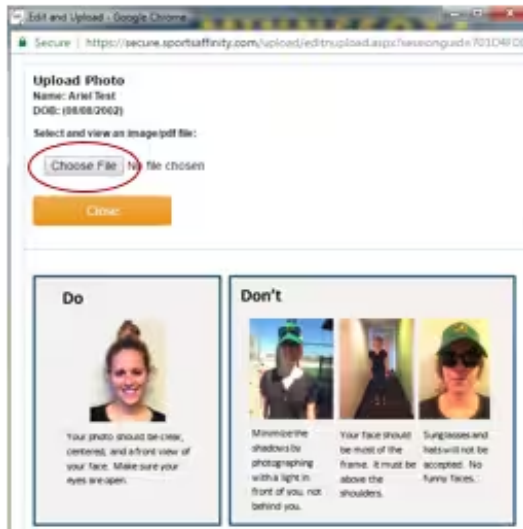 Edit and Upload - Google Chrome
Secure | https://secure.sportsaffinity.com/upload/editnupload.aspx?sessionguid=
Upload Photo
Name: Ariel Test
DOB: (08/08/2002)
Select and view an image/pdf file:
Choose File No file chosen
Close
Do
Your photo should be clear,
centered, and a front view of
your face. Make sure your
eyes are open.
Don't
Minimize the
shadows by
photographing
with a light in
front of you, not
behind you.
Your face should
be most of the
frame. It must be
above the
shoulders.
Sunglasses and
hats will not be
accepted. No
funny faces.